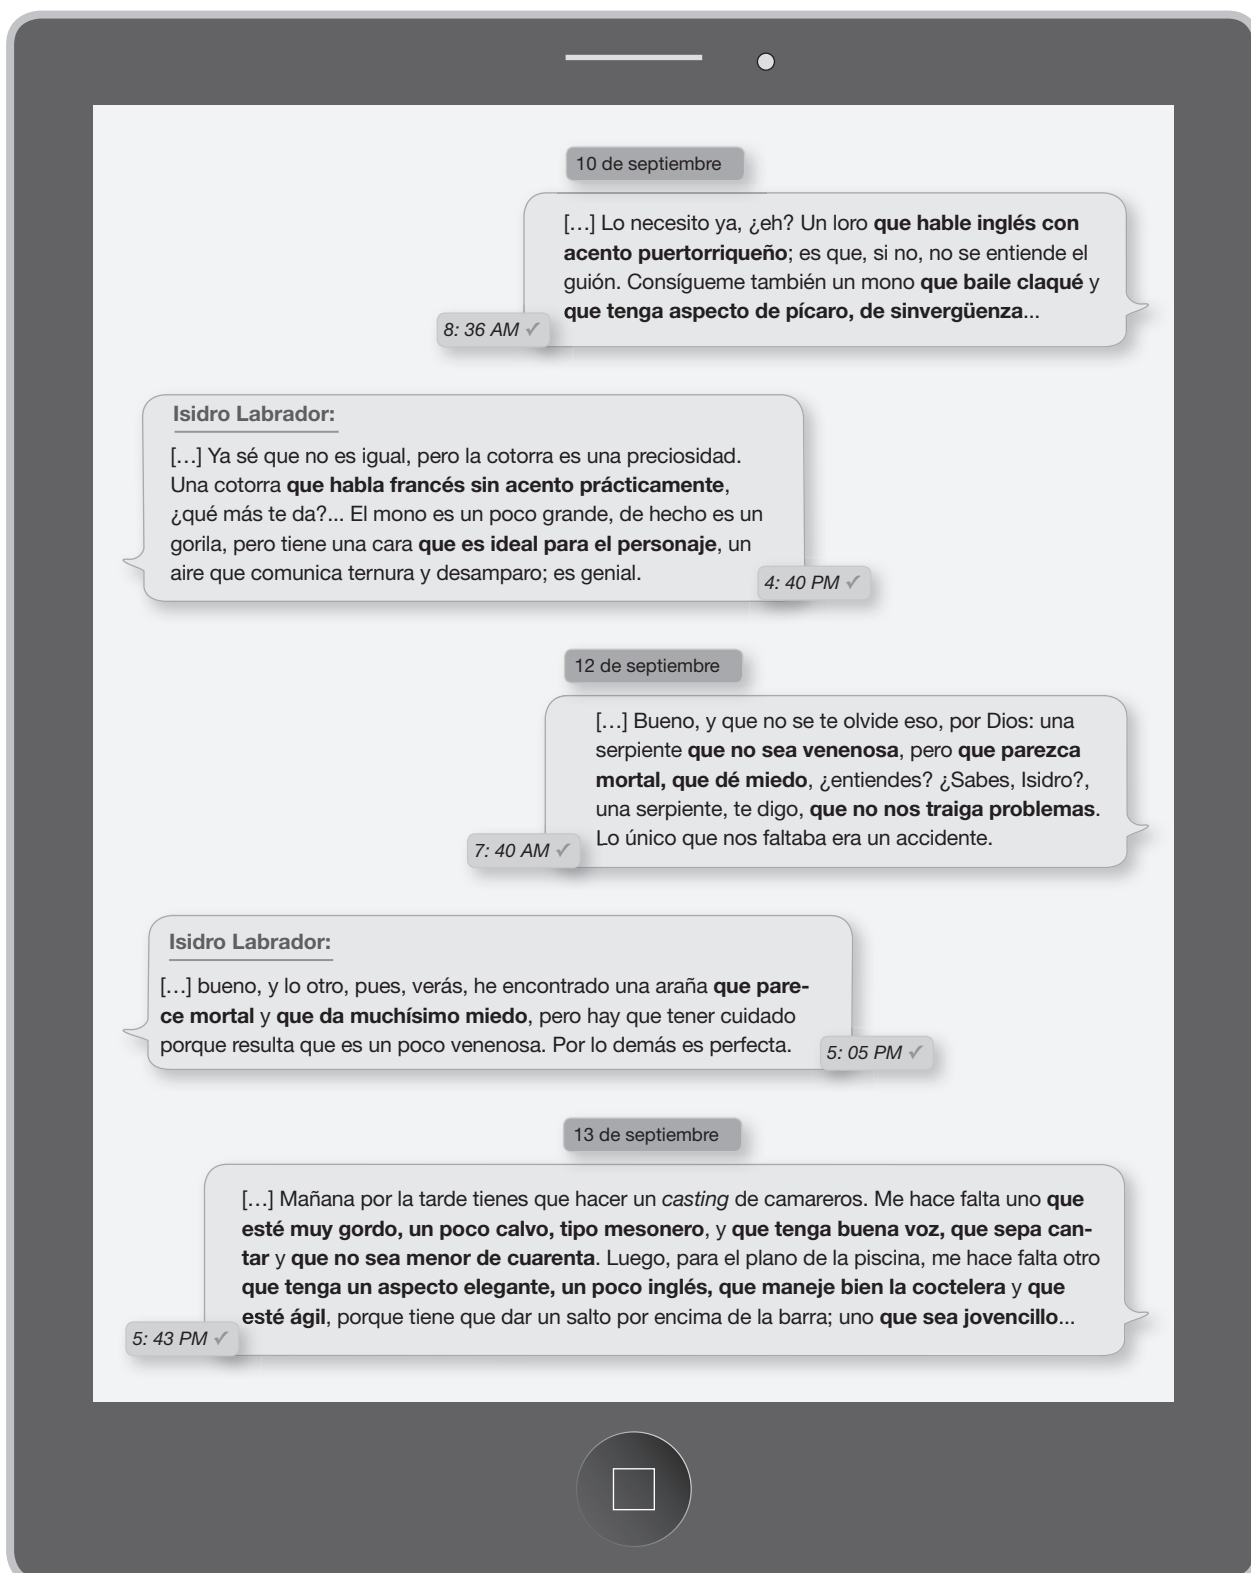 10 de septiembre
[…] Lo necesito ya, ¿eh? Un loro que hable inglés con
acento puertorriqueño; es que, si no, no se entiende el
guión. Consígueme también un mono que baile claqué y
que tenga aspecto de pícaro, de sinvergüenza...
8: 36 AM ✓
Isidro Labrador:
[…] Ya sé que no es igual, pero la cotorra es una preciosidad.
Una cotorra que habla francés sin acento prácticamente,
¿qué más te da?... El mono es un poco grande, de hecho es un
gorila, pero tiene una cara que es ideal para el personaje, un
aire que comunica ternura y desamparo; es genial.
4: 40 PM ✓
12 de septiembre
[…] Bueno, y que no se te olvide eso, por Dios: una
serpiente que no sea venenosa, pero que parezca
mortal, que dé miedo, ¿entiendes? ¿Sabes, Isidro?,
una serpiente, te digo, que no nos traiga problemas.
Lo único que nos faltaba era un accidente.
7: 40 AM ✓
Isidro Labrador:
[…] bueno, y lo otro, pues, verás, he encontrado una araña que pare-
ce mortal y que da muchísimo miedo, pero hay que tener cuidado
porque resulta que es un poco venenosa. Por lo demás es perfecta.
5: 05 PM ✓
13 de septiembre
[…] Mañana por la tarde tienes que hacer un casting de camareros. Me hace falta uno que
esté muy gordo, un poco calvo, tipo mesonero, y que tenga buena voz, que sepa can-
tar y que no sea menor de cuarenta. Luego, para el plano de la piscina, me hace falta otro
que tenga un aspecto elegante, un poco inglés, que maneje bien la coctelera y que
esté ágil, porque tiene que dar un salto por encima de la barra; uno que sea jovencillo...
5: 43 PM ✓